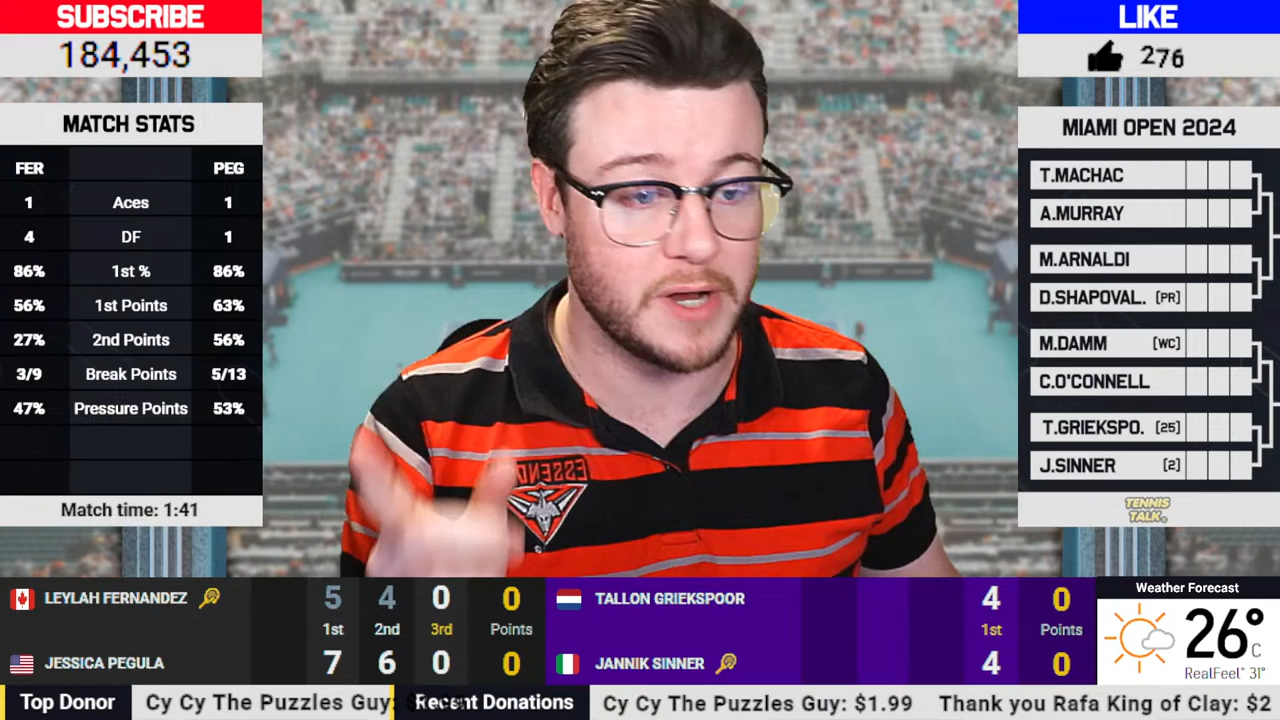 SUBSCRIBE
184,453
LIKE
276
MATCH STATS
FER PEG
1 Aces 1
4 DF 1
86% 1st % 86%
56% 1st Points 63%
27% 2nd Points 56%
3/9 Break Points 5/13
47% Pressure Points 53%
Match time: 1:41
ESSENDON
MIAMI OPEN 2024
T.MACHAC
A.MURRAY
M.ARNALDI
D.SHAPOVAL. [PR]
M.DAMM [WC]
C.O'CONNELL
T.GRIEKSPO. [25]
J.SINNER [2]
TENNIS
TALK.
LEYLAH FERNANDEZ 5 4 0 0
1st 2nd 3rd Points
JESSICA PEGULA 7 6 0 0
TALLON GRIEKSPOOR 4 0
1st Points
JANNIK SINNER 4 0
Weather Forecast
26°C
RealFeel° 31°
Top Donor Cy Cy The Puzzles Guy: Recent Donations Cy Cy The Puzzles Guy: $1.99 Thank you Rafa King of Clay: $2